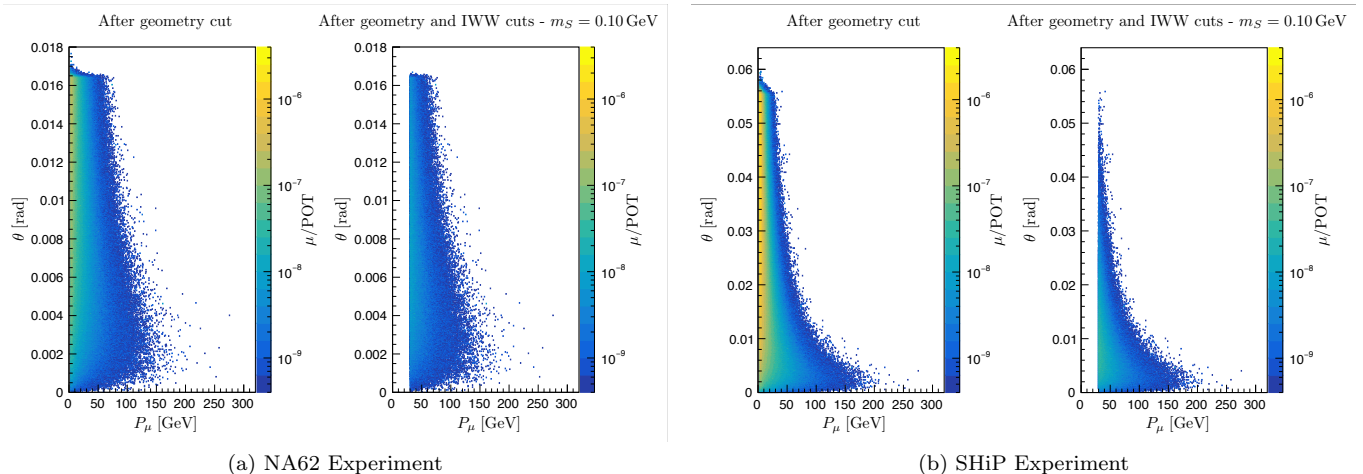 After geometry cut
After geometry and IWW cuts - $m_S = 0.10$ GeV
After geometry cut
After geometry and IWW cuts - $m_S = 0.10$ GeV
0.018
0.016
0.014
0.012
0.01
0.008
0.006
0.004
0.002
0
θ [rad]
0 50 100 150 200 250 300
$P_μ$ [GeV]
10⁻⁶
10⁻⁷
10⁻⁸
10⁻⁹
μ/POT
0.018
0.016
0.014
0.012
0.01
0.008
0.006
0.004
0.002
0
θ [rad]
0 50 100 150 200 250 300
$P_μ$ [GeV]
10⁻⁶
10⁻⁷
10⁻⁸
10⁻⁹
μ/POT
0.06
0.05
0.04
0.03
0.02
0.01
0
θ [rad]
0 50 100 150 200 250 300
$P_μ$ [GeV]
10⁻⁶
10⁻⁷
10⁻⁸
10⁻⁹
μ/POT
0.06
0.05
0.04
0.03
0.02
0.01
0
θ [rad]
0 50 100 150 200 250 300
$P_μ$ [GeV]
10⁻⁶
10⁻⁷
10⁻⁸
10⁻⁹
μ/POT
(a) NA62 Experiment
(b) SHiP Experiment